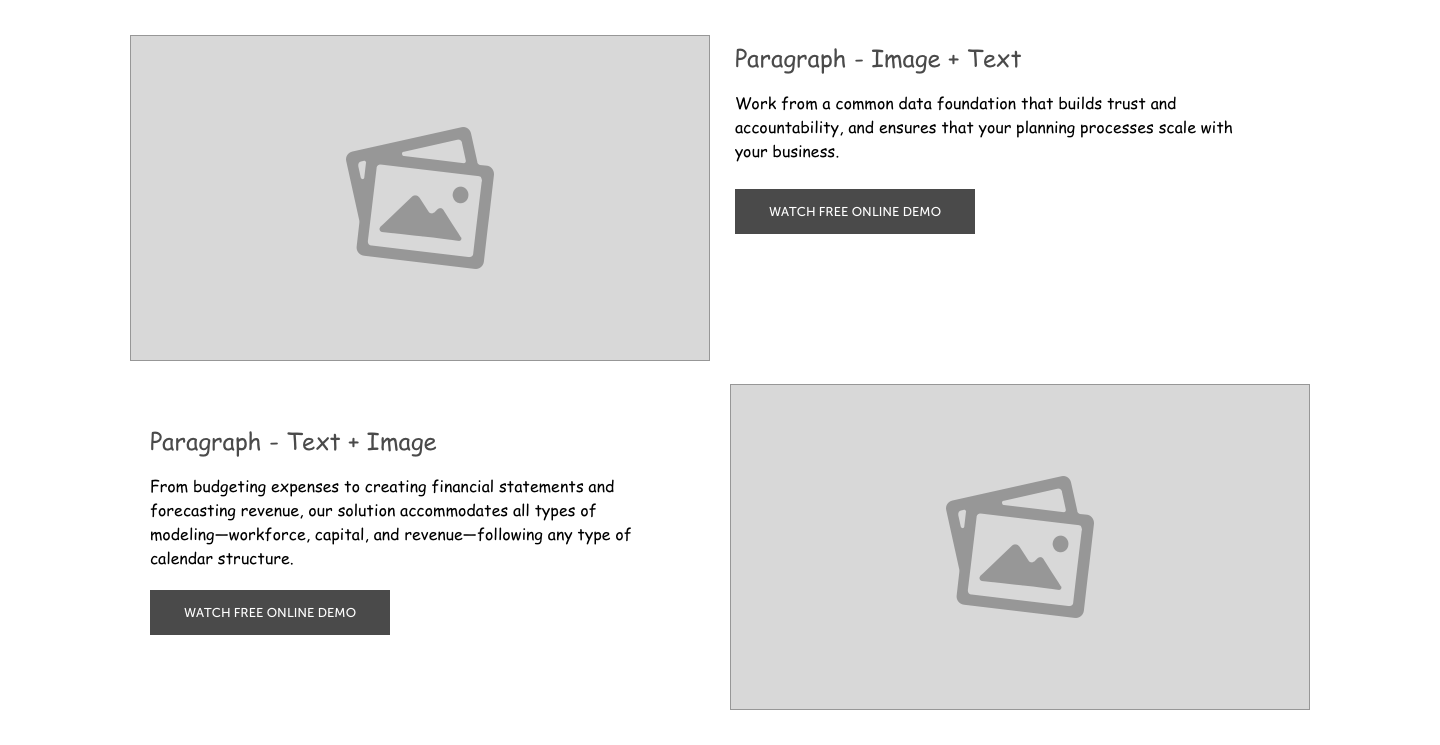 Paragraph - Image + Text
Work from a common data foundation that builds trust and
accountability, and ensures that your planning processes scale with
your business.
WATCH FREE ONLINE DEMO
Paragraph - Text + Image
From budgeting expenses to creating financial statements and
forecasting revenue, our solution accommodates all types of
modeling—workforce, capital, and revenue—following any type of
calendar structure.
WATCH FREE ONLINE DEMO